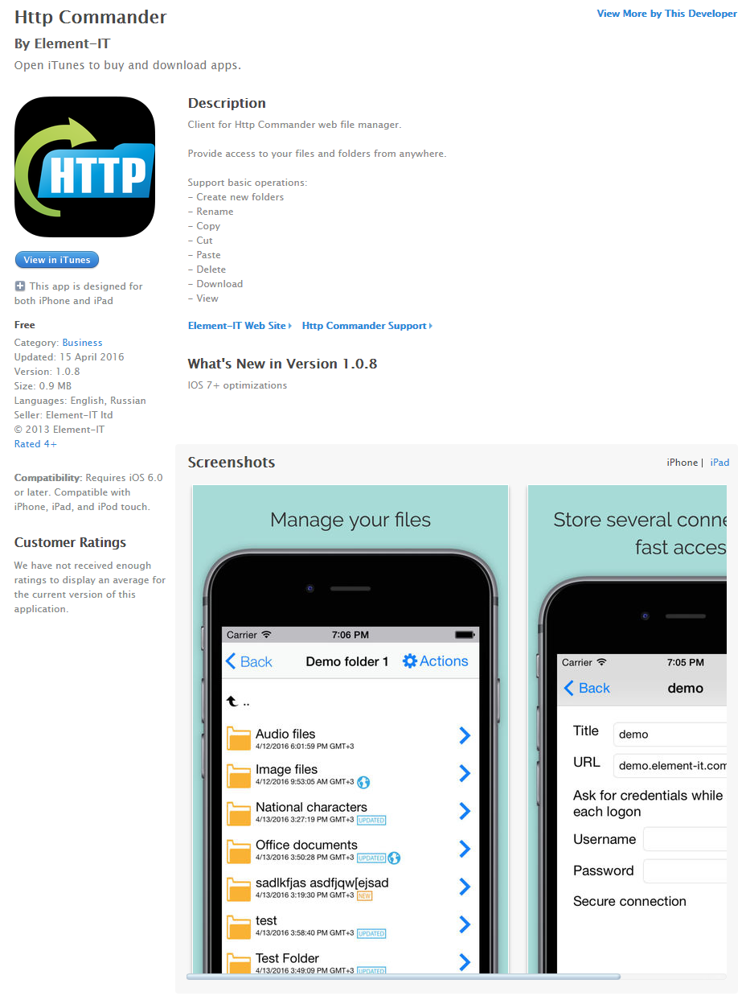 Http Commander
View More by This Developer
By Element-IT
Open iTunes to buy and download apps.
HTTP
View in iTunes
This app is designed for
both iPhone and iPad
Free
Category: Business
Updated: 15 April 2016
Version: 1.0.8
Size: 0.9 MB
Languages: English, Russian
Seller: Element-IT ltd
© 2013 Element-IT
Rated 4+
Compatibility: Requires iOS 6.0
or later. Compatible with
iPhone, iPad, and iPod touch.
Customer Ratings
We have not received enough
ratings to display an average for
the current version of this
application.
Description
Client for Http Commander web file manager.
Provide access to your files and folders from anywhere.
Support basic operations:
- Create new folders
- Rename
- Copy
- Cut
- Paste
- Delete
- Download
- View
Element-IT Web Site
Http Commander Support
What's New in Version 1.0.8
IOS 7+ optimizations
Screenshots
iPhone | iPad
Manage your files
Carrier 7:06 PM
Back Demo folder 1 Actions
..
Audio files
4/12/2016 6:01:59 PM GMT+3
Image files
4/12/2016 9:53:05 AM GMT+3
National characters
4/13/2016 3:27:19 PM GMT+3 UPDATED
Office documents
4/13/2016 3:50:28 PM GMT+3 UPDATED
sadlkfjas asdfjqw[ejsad
4/13/2016 3:19:30 PM GMT+3 NEW
test
4/13/2016 3:58:40 PM GMT+3 UPDATED
Test Folder
4/13/2016 3:49:09 PM GMT+3 UPDATED
Store several conne
fast acces
Carrier 7:05 PM
Back demo
Title demo
URL demo.element-it.com
Ask for credentials while
each logon
Username
Password
Secure connection